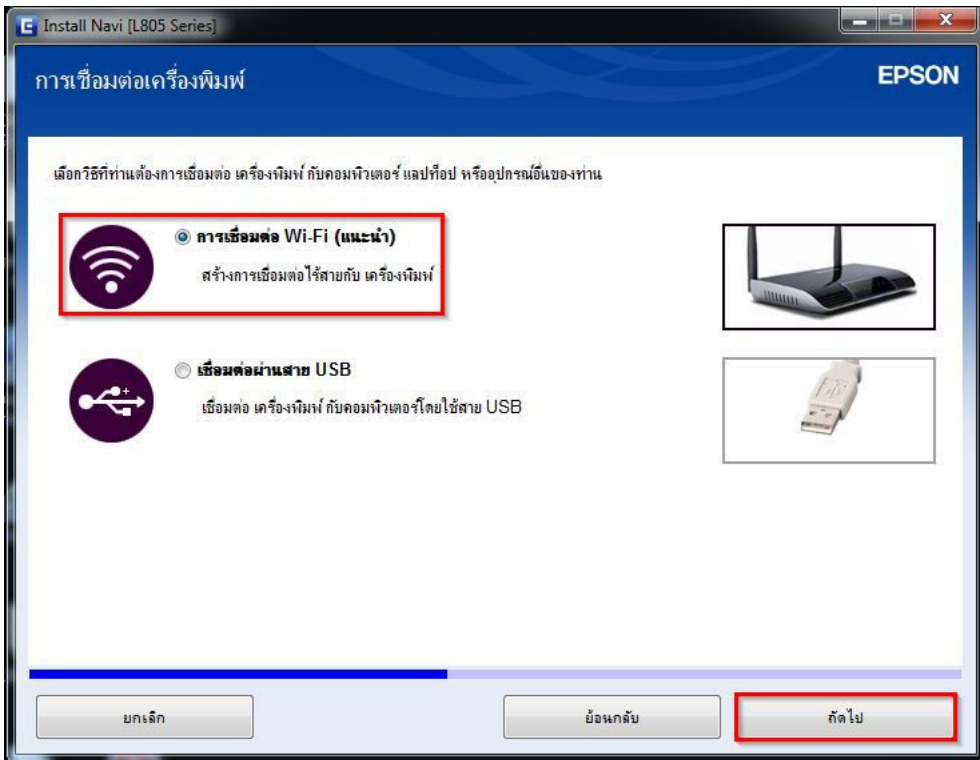 Install Navi [L805 Series]
การเชื่อมต่อเครื่องพิมพ์
EPSON
เลือกวิธีที่ท่านต้องการเชื่อมต่อ เครื่องพิมพ์ กับคอมพิวเตอร์ แลปท็อป หรืออุปกรณ์อื่นของท่าน
การเชื่อมต่อ Wi-Fi (แนะนำ)
สร้างการเชื่อมต่อไร้สายกับ เครื่องพิมพ์
เชื่อมต่อผ่านสาย USB
เชื่อมต่อ เครื่องพิมพ์ กับคอมพิวเตอร์โดยใช้สาย USB
ยกเลิก
ย้อนกลับ
ถัดไป